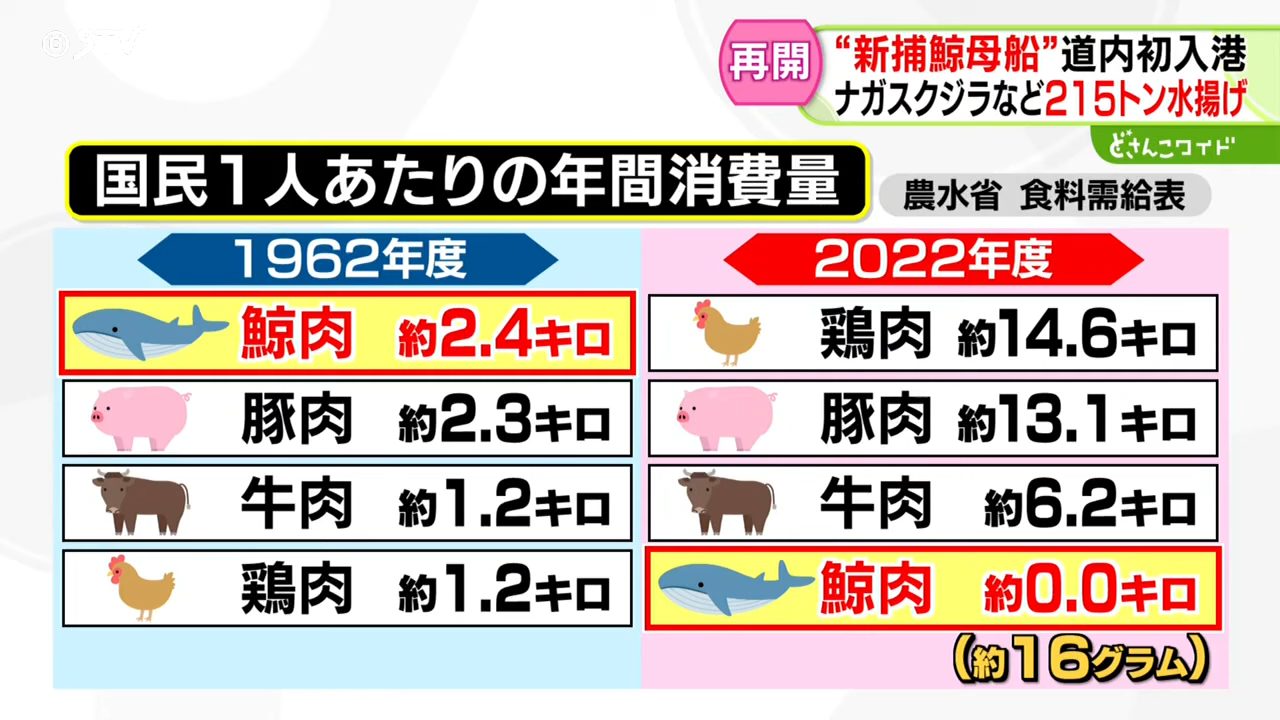 STV
再開
“新捕鯨母船”道内初入港
ナガスクジラなど215トン水揚げ
どさんこワイド
国民1人あたりの年間消費量
農水省 食料需給表
1962年度
鯨肉 約2.4キロ
豚肉 約2.3キロ
牛肉 約1.2キロ
鶏肉 約1.2キロ
2022年度
鶏肉 約14.6キロ
豚肉 約13.1キロ
牛肉 約6.2キロ
鯨肉 約0.0キロ
(約16グラム)